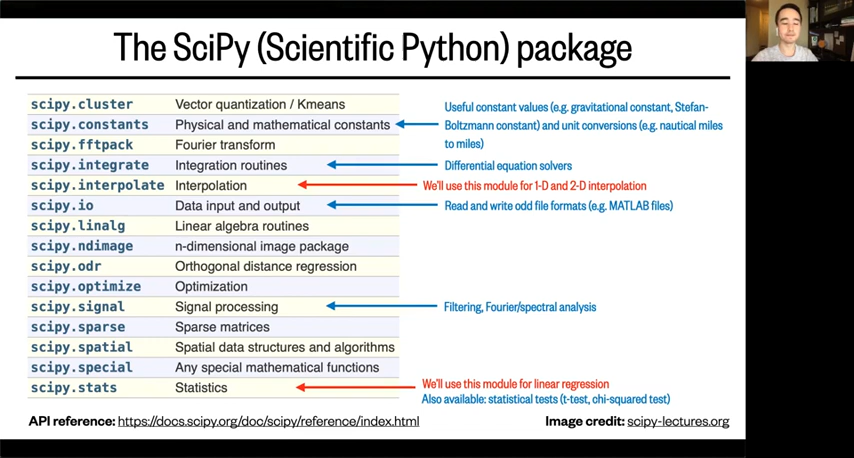 The SciPy (Scientific Python) package
scipy.cluster Vector quantization / Kmeans
scipy.constants Physical and mathematical constants
Useful constant values (e.g. gravitational constant, Stefan-
Boltzmann constant) and unit conversions (e.g. nautical miles
to miles)
scipy.fftpack Fourier transform
scipy.integrate Integration routines
Differential equation solvers
scipy.interpolate Interpolation
We'll use this module for 1-D and 2-D interpolation
scipy.io Data input and output
Read and write odd file formats (e.g. MATLAB files)
scipy.linalg Linear algebra routines
scipy.ndimage n-dimensional image package
scipy.odr Orthogonal distance regression
scipy.optimize Optimization
scipy.signal Signal processing
Filtering, Fourier/spectral analysis
scipy.sparse Sparse matrices
scipy.spatial Spatial data structures and algorithms
scipy.special Any special mathematical functions
scipy.stats Statistics
We'll use this module for linear regression
Also available: statistical tests (t-test, chi-squared test)
API reference: https://docs.scipy.org/doc/scipy/reference/index.html
Image credit: scipy-lectures.org